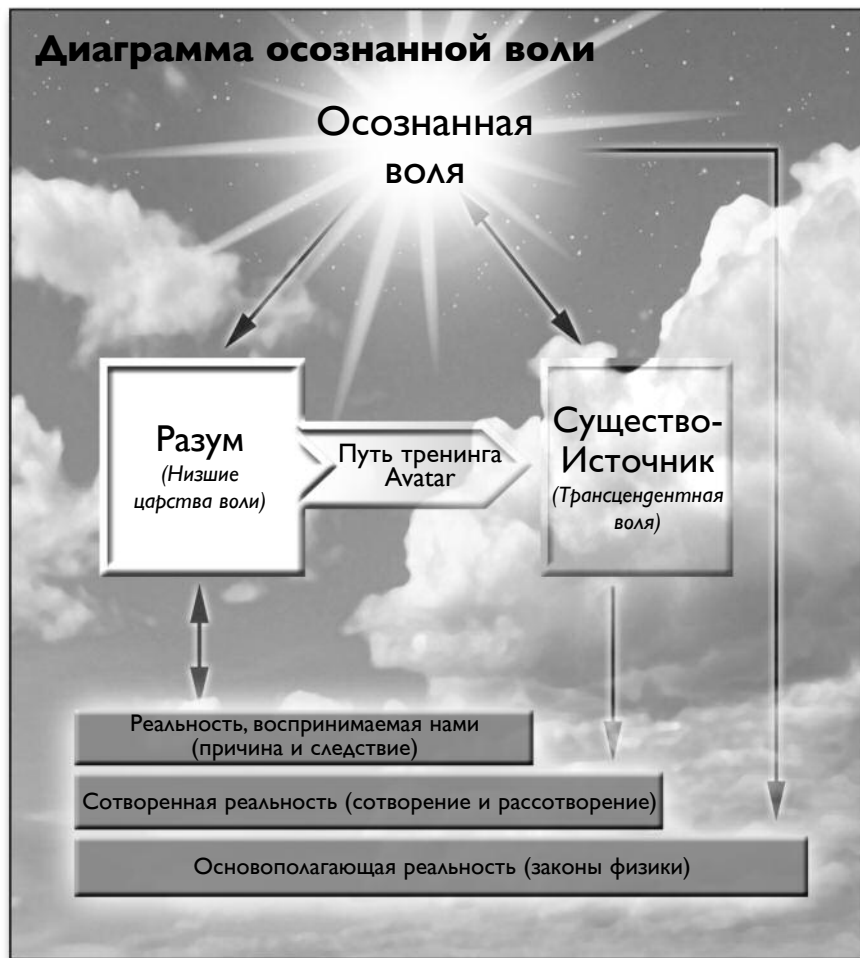 Диаграмма осознанной воли
Осознанная
воля
Разум
(Низшие
царства воли)
Путь тренинга
Avatar
Существо-
Источник
(Трансцендентная
воля)
Реальность, воспринимаемая нами
(причина и следствие)
Сотворенная реальность (сотворение и рассотворение)
Основополагающая реальность (законы физики)